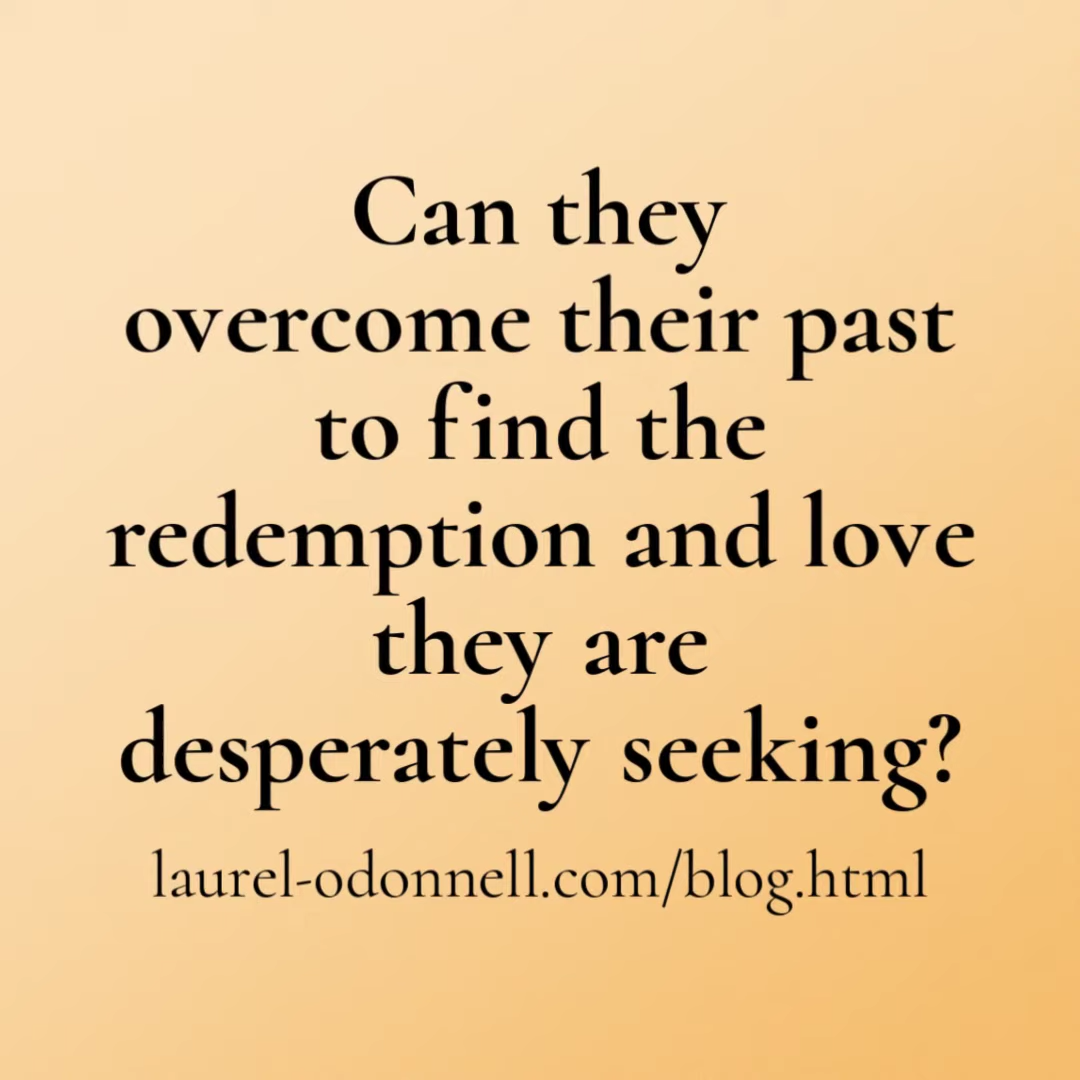 Can they
overcome their past
to find the
redemption and love
they are
desperately seeking?
laurel-odonnell.com/blog.html